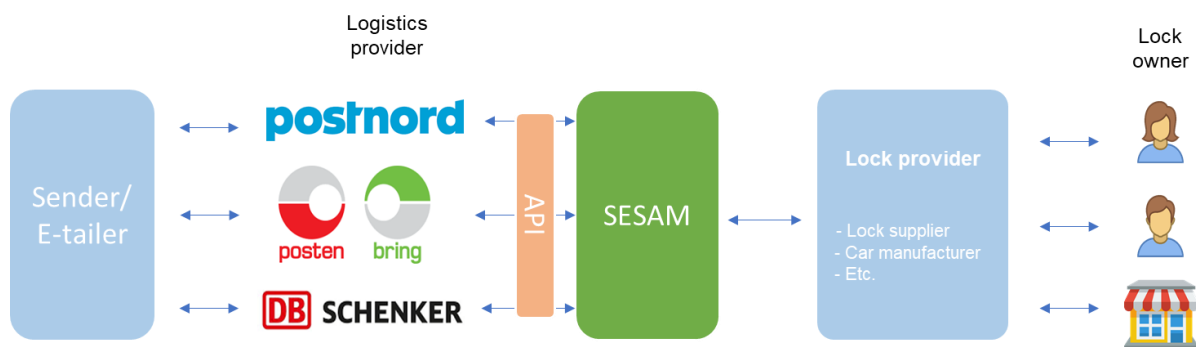 Logistics
provider
Lock
owner
Sender/
E-tailer
postnord
posten
bring
DB SCHENKER
API
SESAM
Lock provider
- Lock supplier
- Car manufacturer
- Etc.